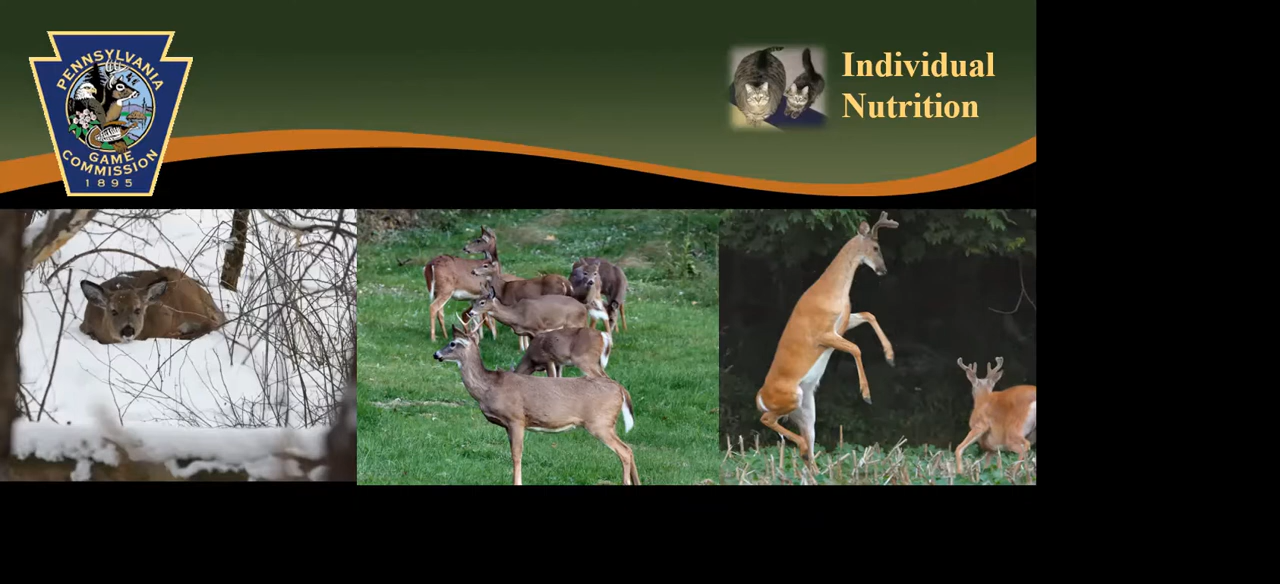 PENNSYLVANIA
GAME
COMMISSION
1895
Individual
Nutrition